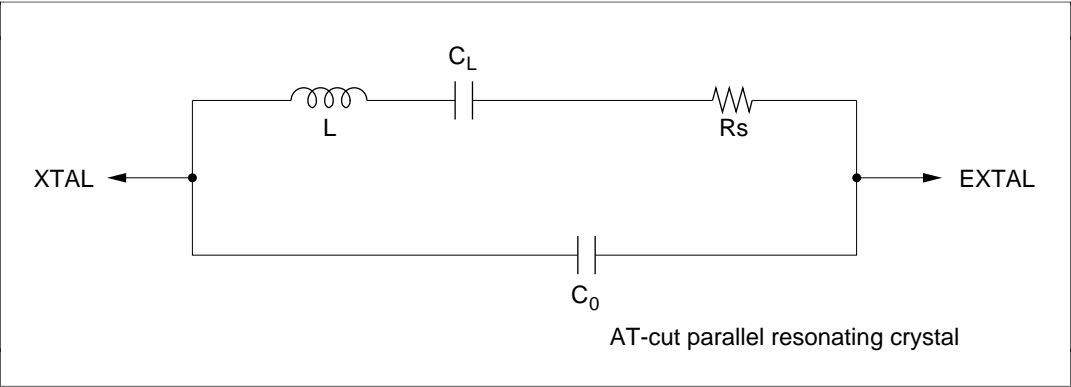 C_L
L
Rs
XTAL
EXTAL
C_0
AT-cut parallel resonating crystal